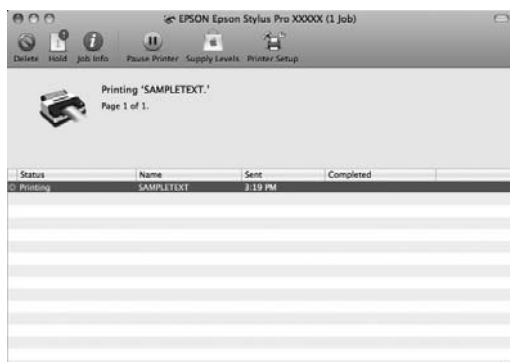 EPSON Epson Stylus Pro XXXXX (1 Job)
Delete Hold Job Info Pause Printer Supply Levels Printer Setup
Printing 'SAMPLETEXT.'
Page 1 of 1.
Status Name Sent Completed
Printing SAMPLETEXT 3:19 PM